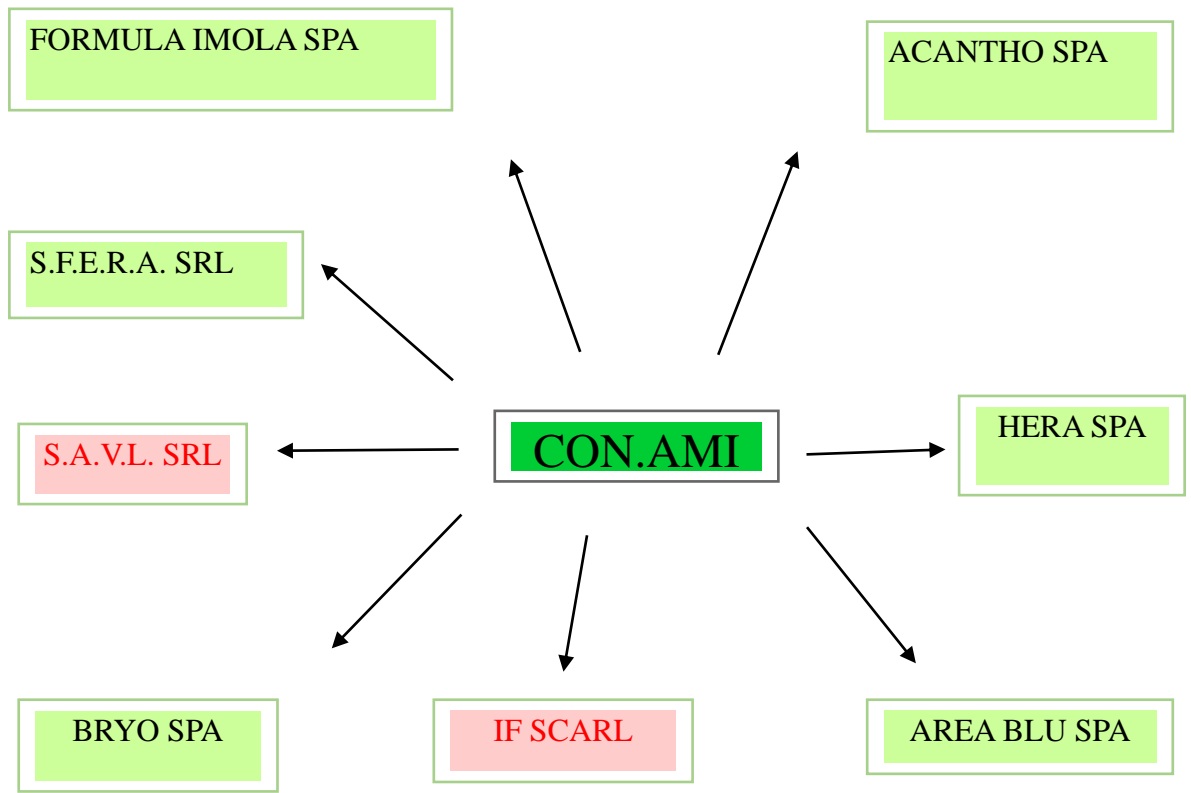 FORMULA IMOLA SPA
ACANTHO SPA
S.F.E.R.A. SRL
S.A.V.L. SRL
CON.AMI
HERA SPA
BRYO SPA
IF SCARL
AREA BLU SPA